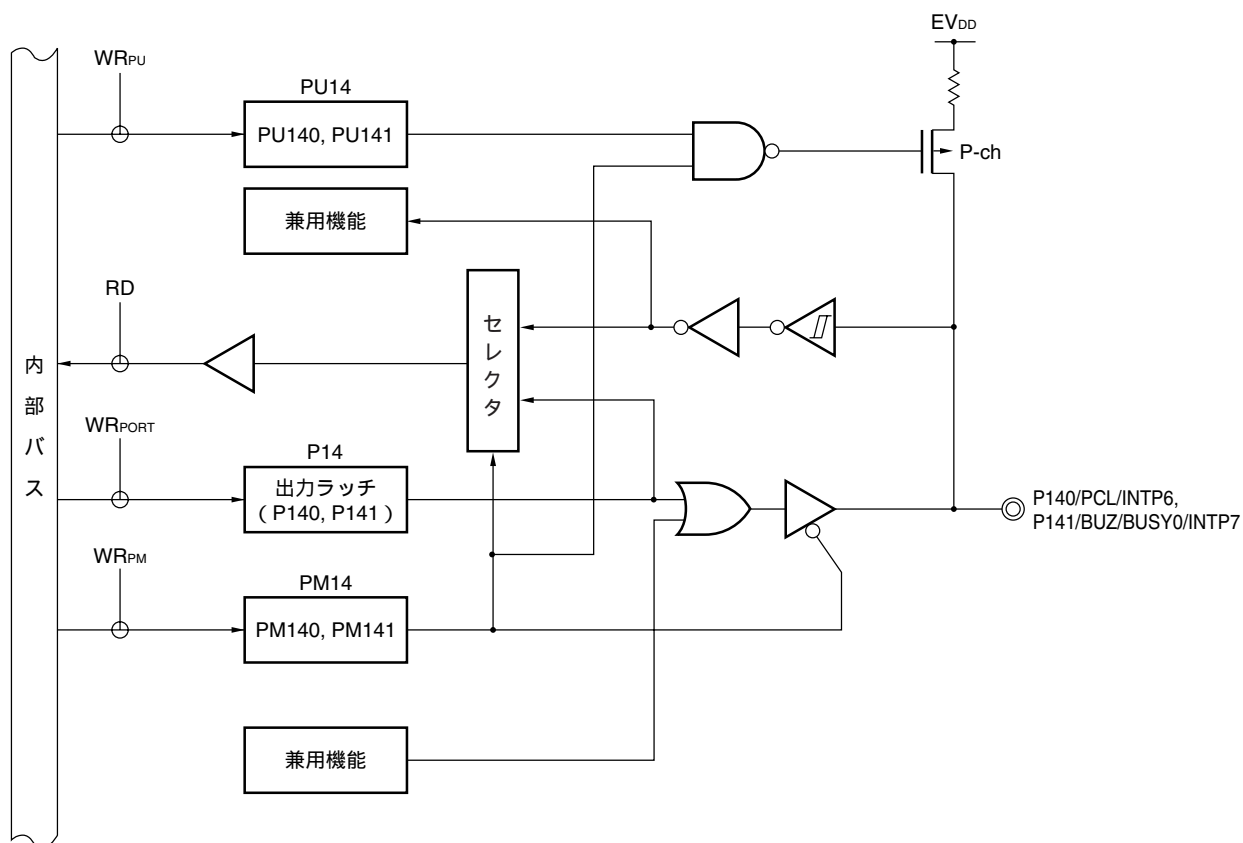 EVDD
WRPU
PU14
PU140, PU141
P-ch
兼用機能
RD
セレクタ
内部バス
WRPORT
P14
出力ラッチ
( P140, P141 )
P140/PCL/INTP6,
P141/BUZ/BUSY0/INTP7
WRPM
PM14
PM140, PM141
兼用機能